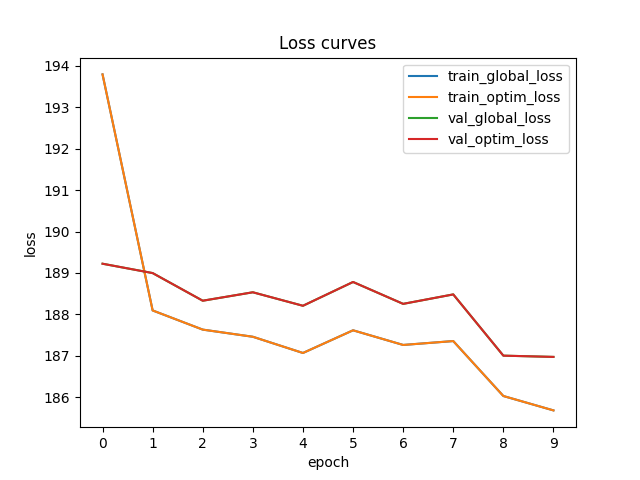 Loss curves
train_global_loss
train_optim_loss
val_global_loss
val_optim_loss
194
193
192
191
190
189
188
187
186
loss
0 1 2 3 4 5 6 7 8 9
epoch